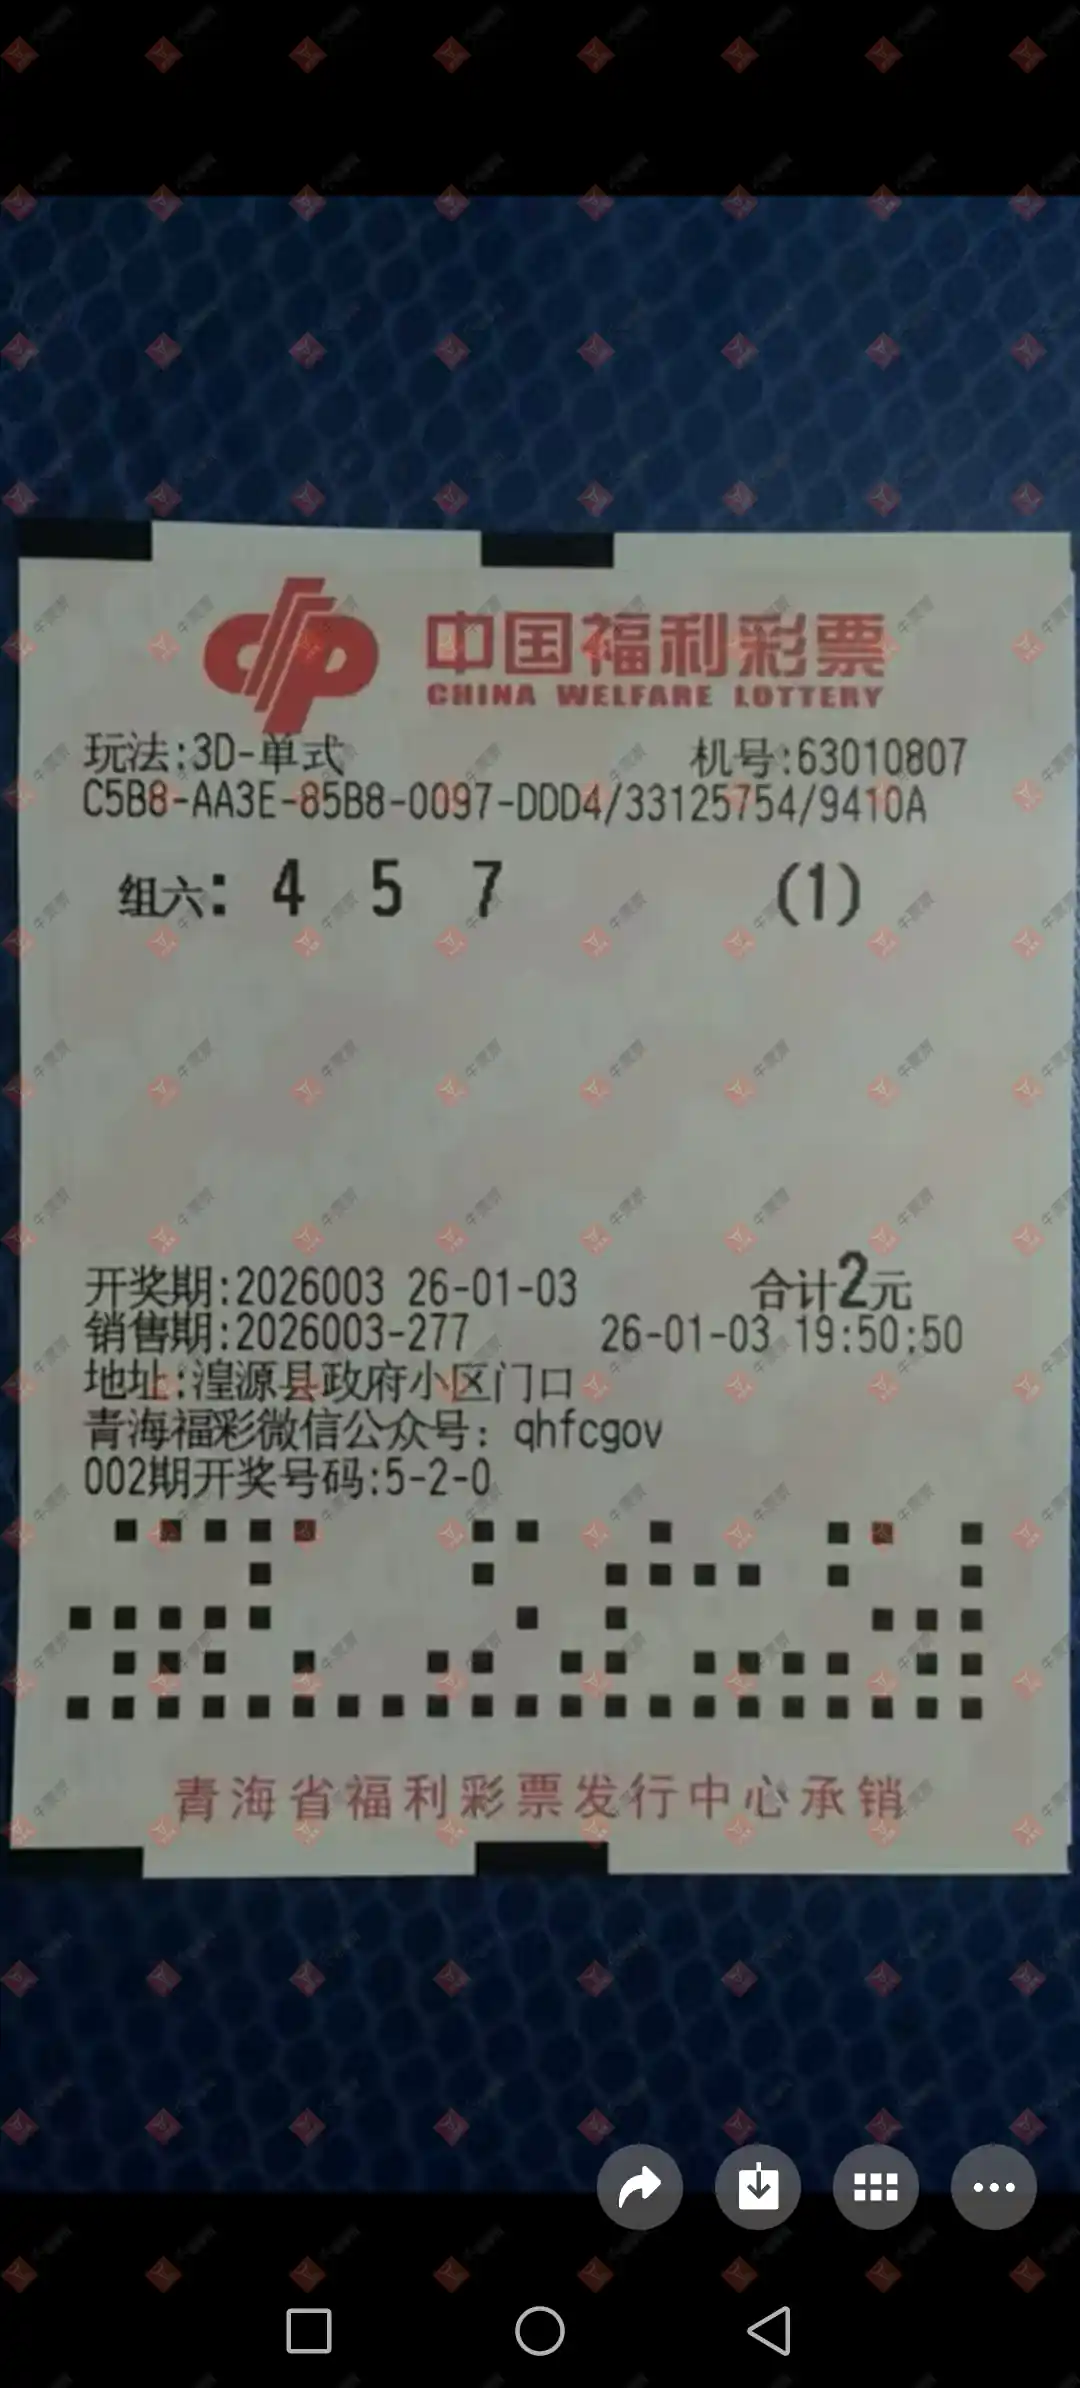 中国福利彩票
CHINA WELFARE LOTTERY
玩法:3D-单式 机号:63010807
C5B8-AA3E-85B8-0097-DDD4/33125754/9410A
组六: 4 5 7 (1)
开奖期:2026003 26-01-03 合计2元
销售期:2026003-277 26-01-03 19:50:50
地址:湟源县政府小区门口
青海福彩微信公众号: qhfcgov
002期开奖号码:5-2-0
青海省福利彩票发行中心承销